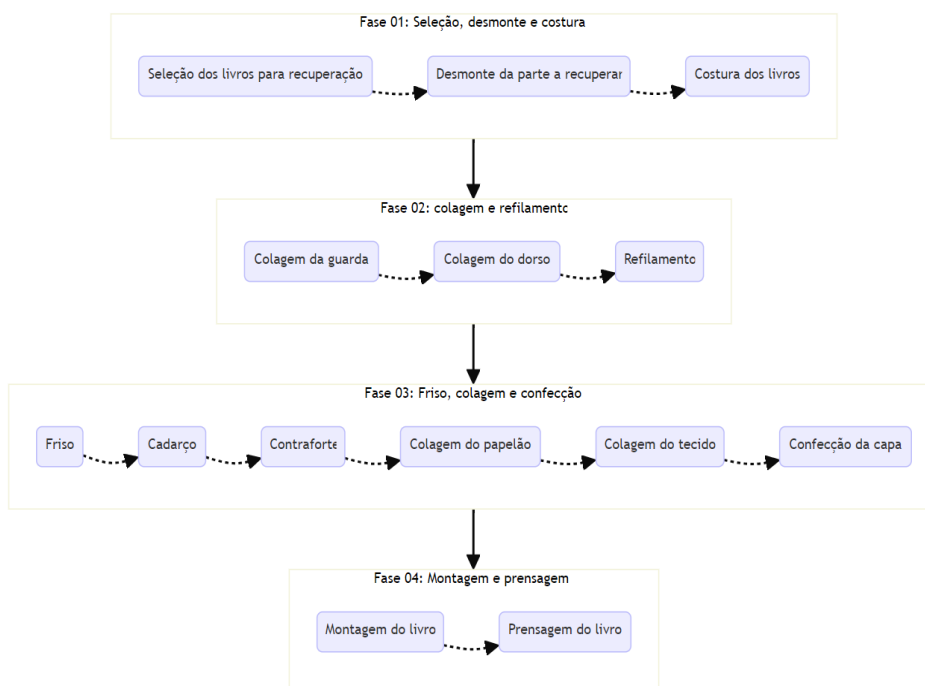 Fase 01: Seleção, desmonte e costura
Seleção dos livros para recuperação
Desmonte da parte a recuperar
Costura dos livros
Fase 02: colagem e refilamento
Colagem da guarda
Colagem do dorso
Refilamento
Fase 03: Friso, colagem e confecção
Friso
Cadarço
Contraforte
Colagem do papelão
Colagem do tecido
Confecção da capa
Fase 04: Montagem e prensagem
Montagem do livro
Prensagem do livro